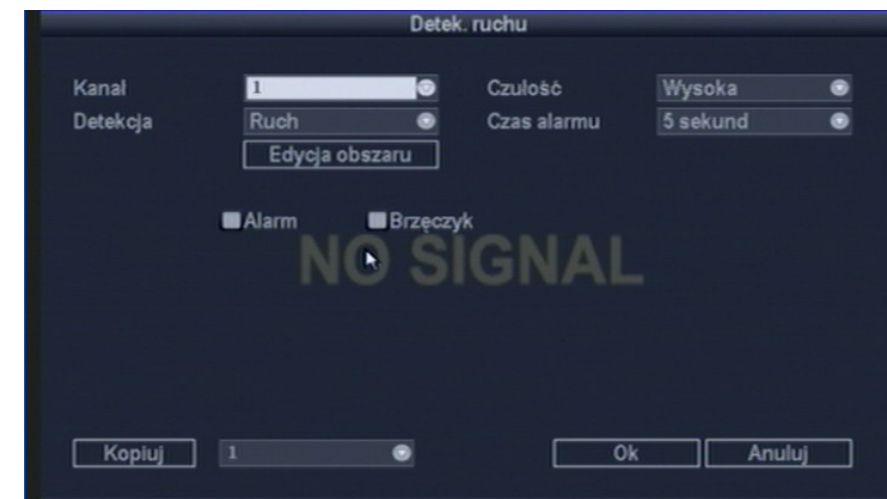 Detek. ruchu
Kanał 1 Czułość Wysoka
Detekcja Ruch Czas alarmu 5 sekund
Edycja obszaru
Alarm Brzęczyk
NO SIGNAL
Kopiuj 1 Ok Anuluj